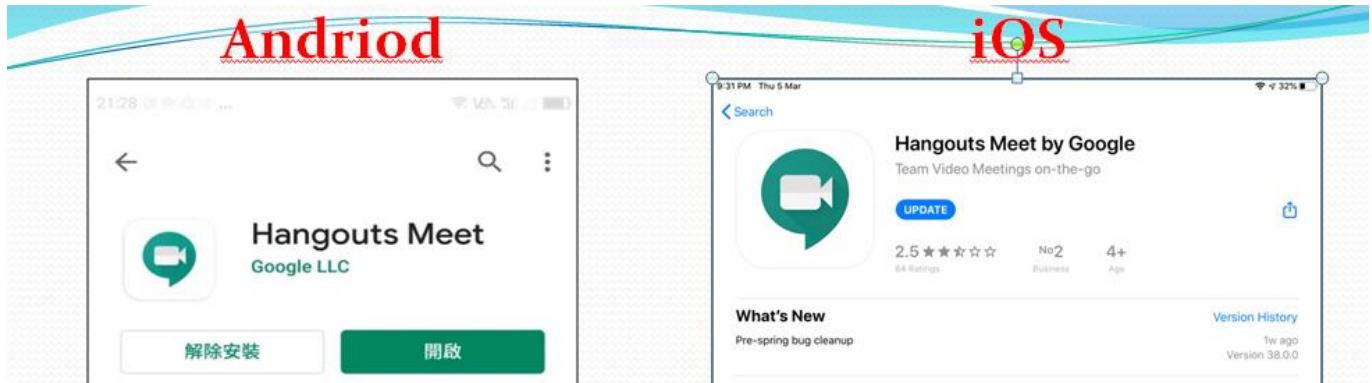 Andriod
21:28
Hangouts Meet
Google LLC
解除安裝
開啟
iOS
9:31 PM Thu 5 Mar
32%
Search
Hangouts Meet by Google
Team Video Meetings on-the-go
UPDATE
2.5★★☆☆☆ No2 4+
64 Ratings Business Age
What's New Version History
Pre-spring bug cleanup 1w ago
Version 38.0.0